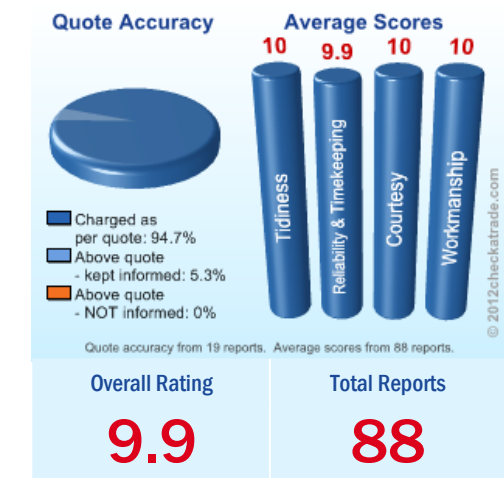 Quote Accuracy
Average Scores
10
9.9
10
10
Tidiness
Reliability & Timekeeping
Courtesy
Workmanship
Charged as
per quote: 94.7%
Above quote
- kept informed: 5.3%
Above quote
- NOT informed: 0%
© 2012checkatrade.com
Quote accuracy from 19 reports. Average scores from 88 reports.
Overall Rating
Total Reports
9.9
88